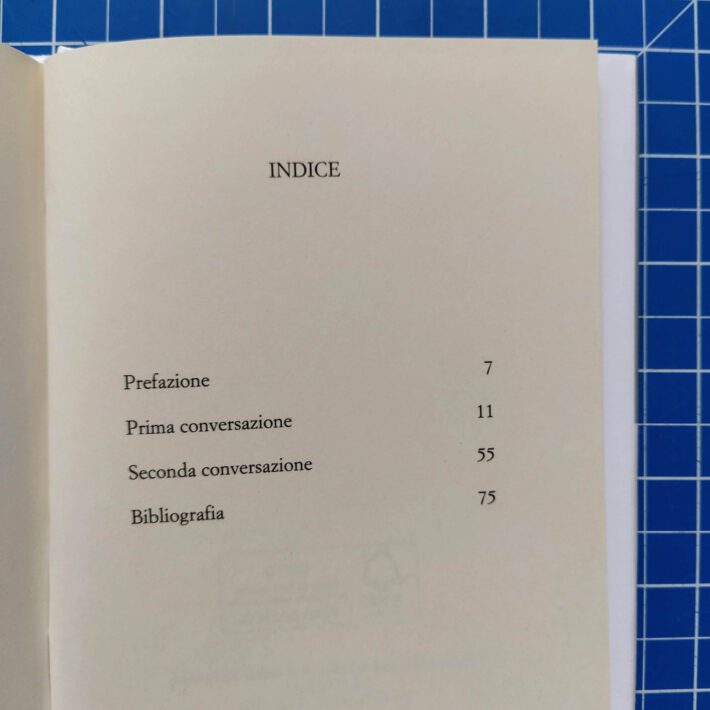 INDICE
Prefazione 7
Prima conversazione 11
Seconda conversazione 55
Bibliografia 75